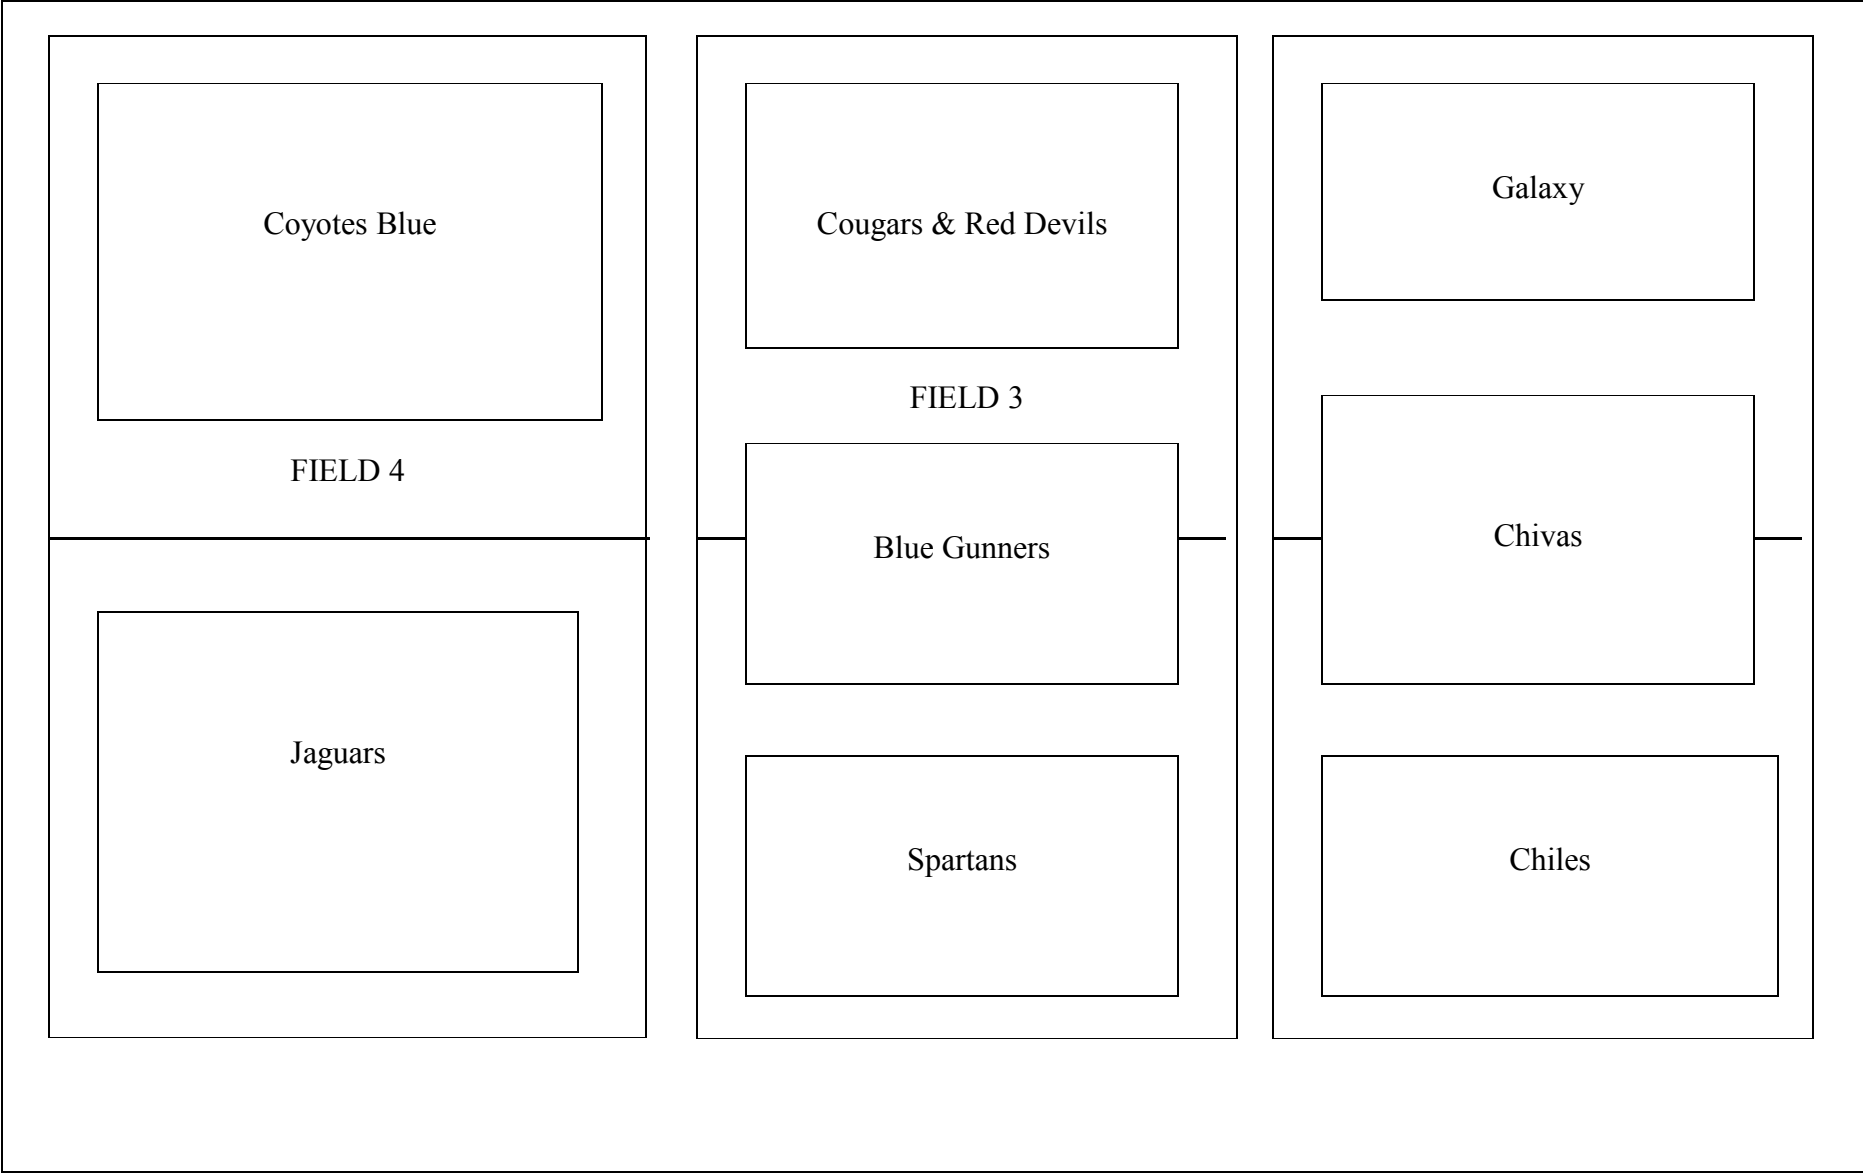 Coyotes Blue
FIELD 4
Jaguars
Cougars & Red Devils
FIELD 3
Blue Gunners
Spartans
Galaxy
Chivas
Chiles